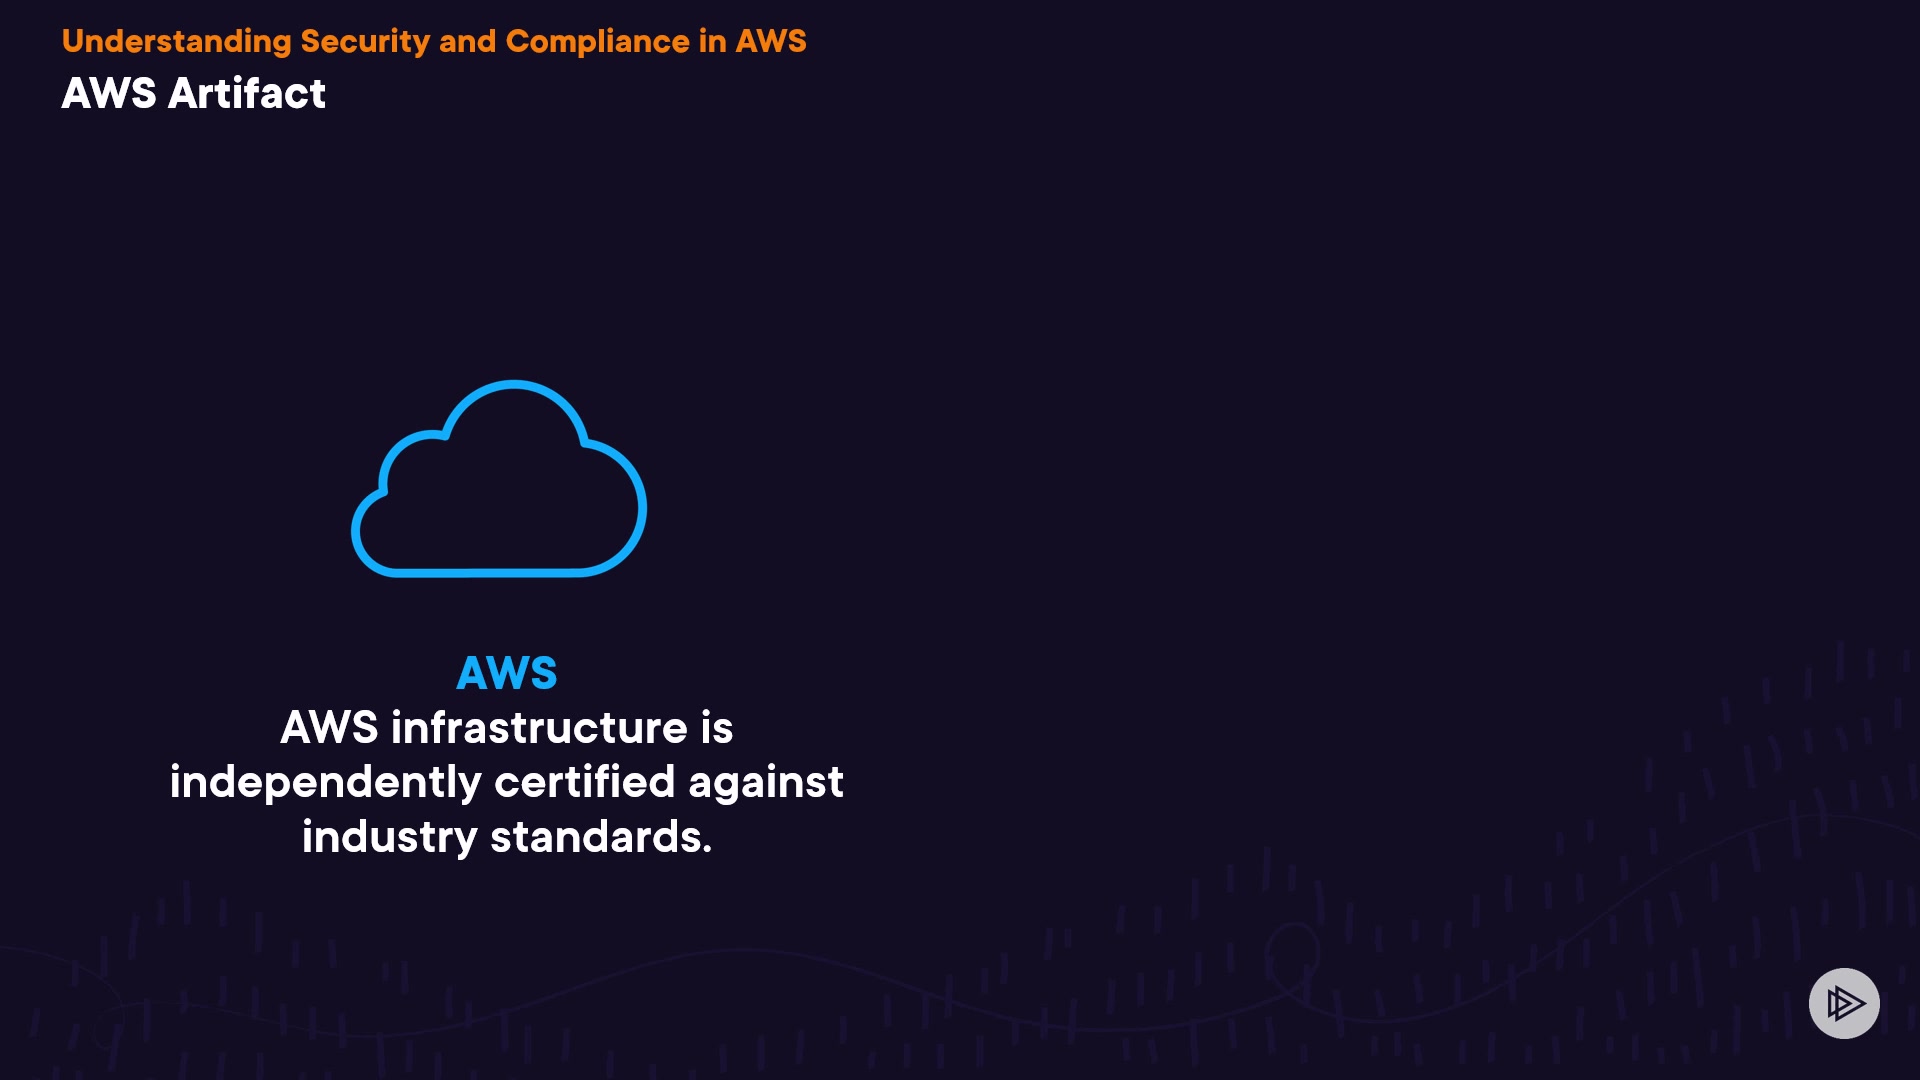 Understanding Security and Compliance in AWS
AWS Artifact
AWS
AWS infrastructure is
independently certified against
industry standards.